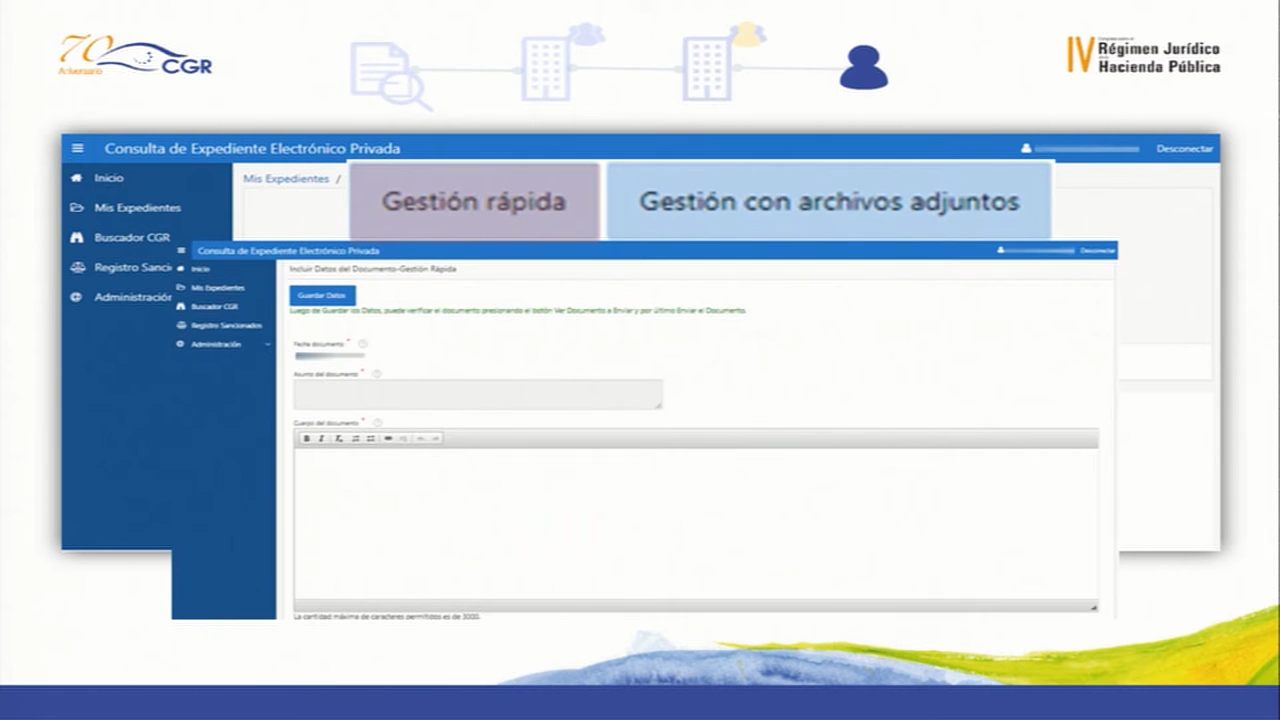 70
Aniversario
CGR
IV
Régimen Jurídico
Hacienda Pública
Consulta de Expediente Electrónico Privada
Desconectar
Inicio
Mis Expedientes
Buscador CGR
Registro Sanci
Administración
Mis Expedientes /
Gestión rápida
Gestión con archivos adjuntos
Consulta de Expediente Electrónico Privada
Desconectar
Inicio
Mis Expedientes
Buscador CGR
Registro Sancionados
Administración
Incluir Datos del Documento-Gestión Rápida
Guardar Datos
Luego de Guardar los Datos, puede verificar el documento presionando el botón Ver Documento a Enviar y por último Enviar el Documento.
Fecha documento *
Asunto del documento *
Cuerpo del documento *
B I
La cantidad máxima de caracteres permitidos es de 3000.